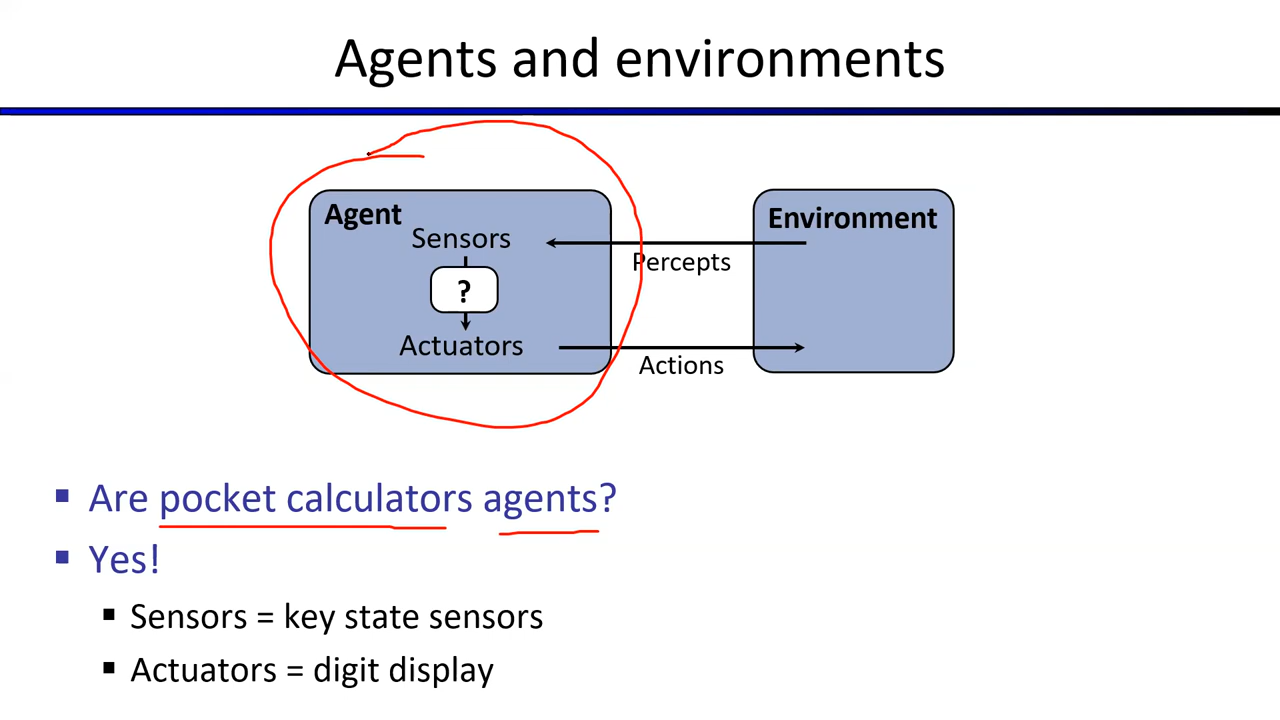 Agents and environments
Agent
Sensors
?
Actuators
Percepts
Actions
Environment
Are pocket calculators agents?
Yes!
Sensors = key state sensors
Actuators = digit display